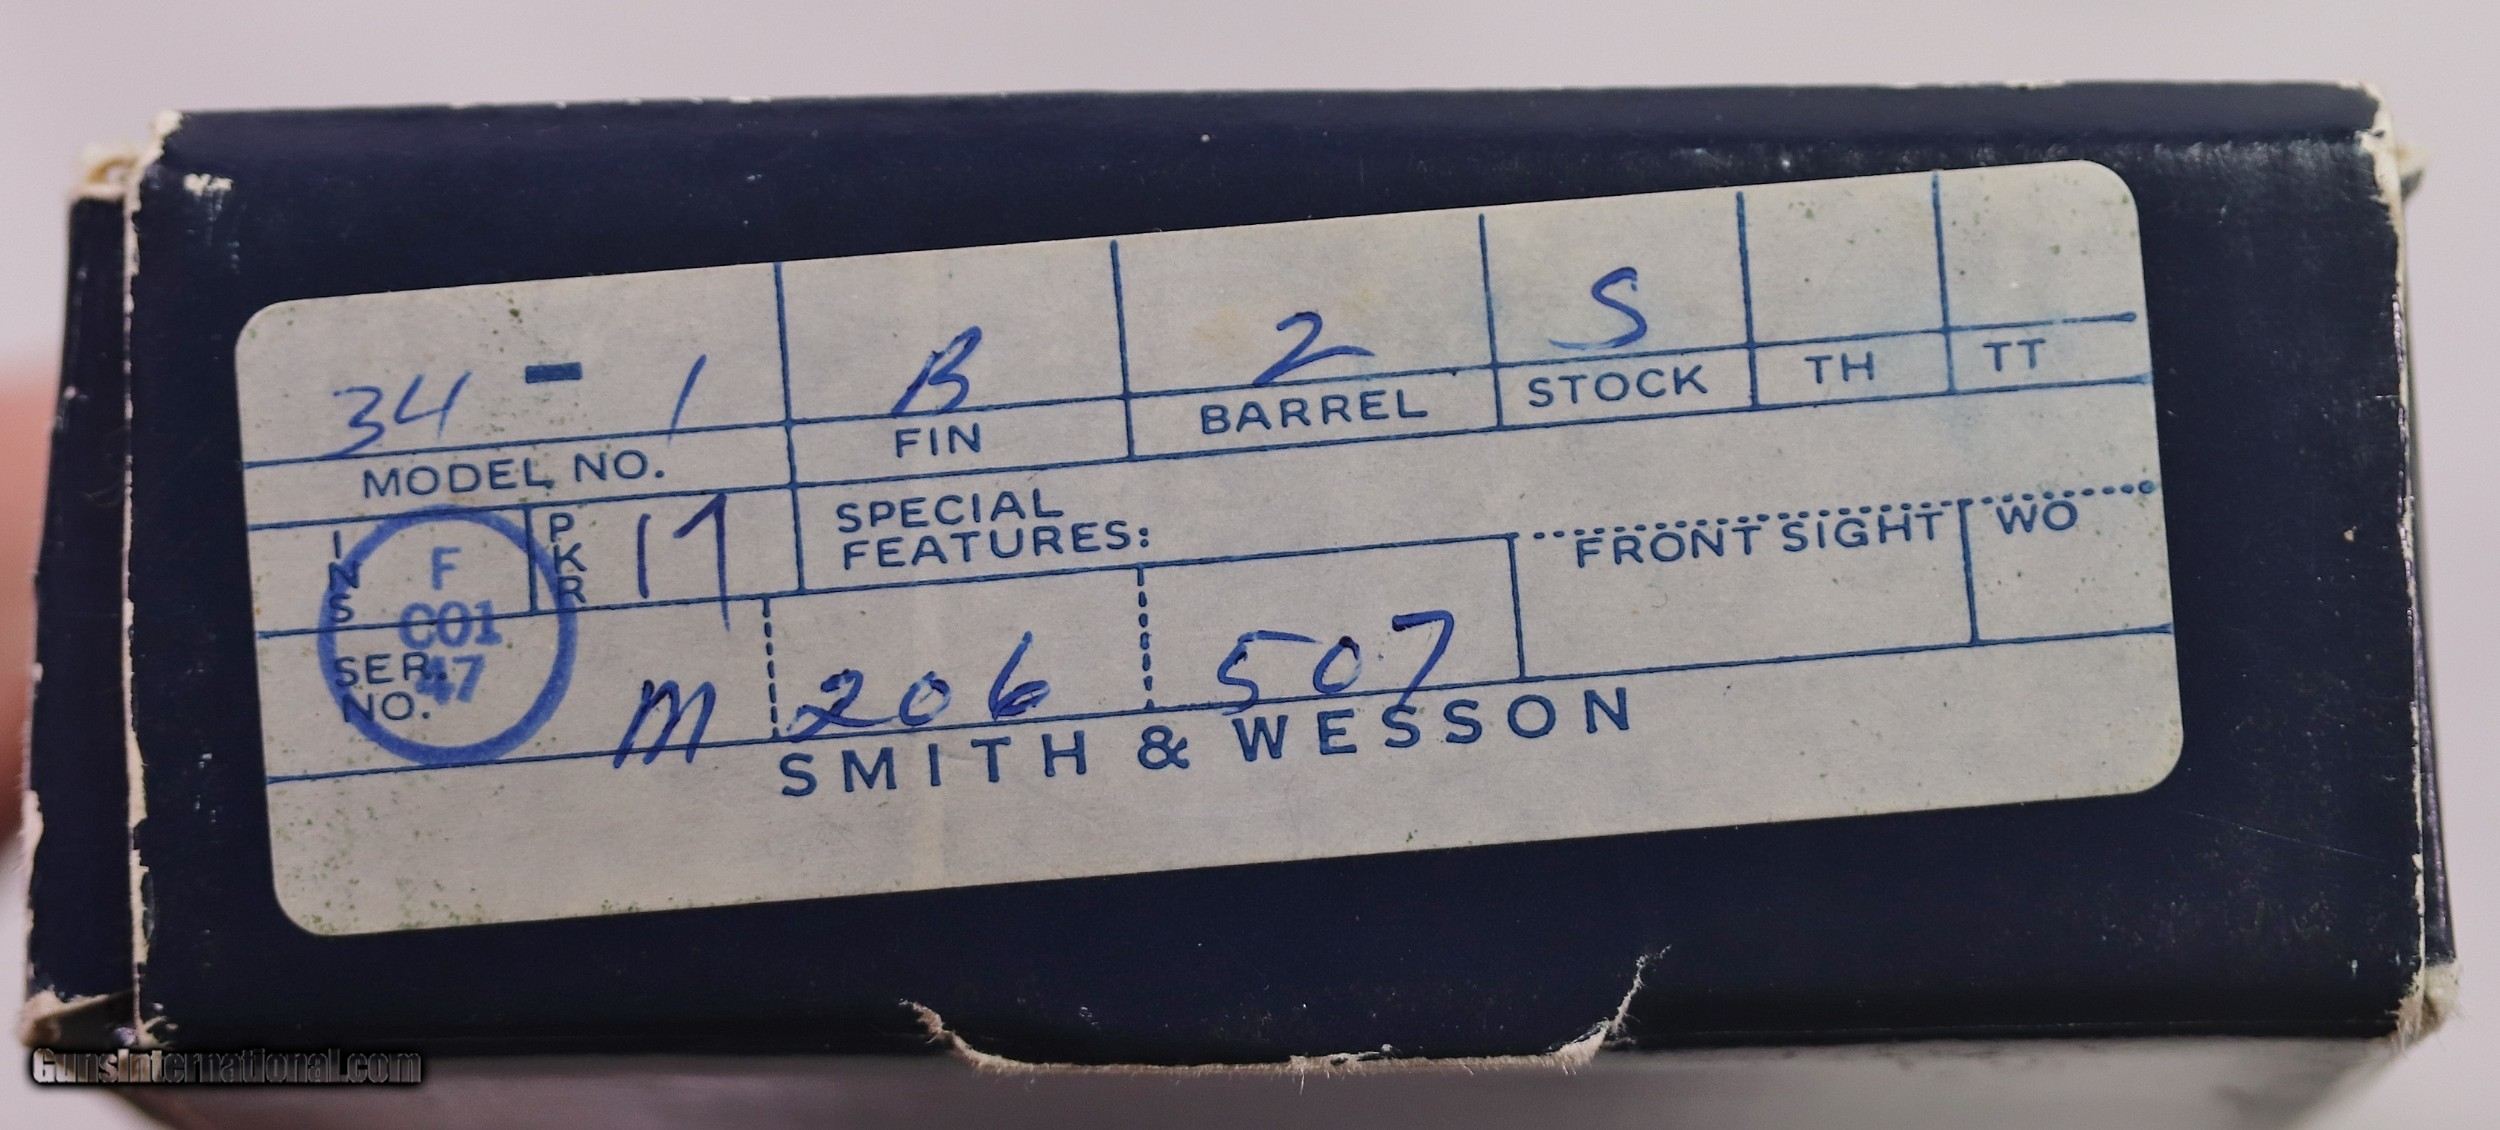 34 - 1 B 2 S
MODEL NO. FIN BARREL STOCK TH TT
INS F C01 47 PKR 17 SPECIAL FEATURES: FRONT SIGHT WO
SER. NO. M 206 507
SMITH & WESSON
GunsInternational.com